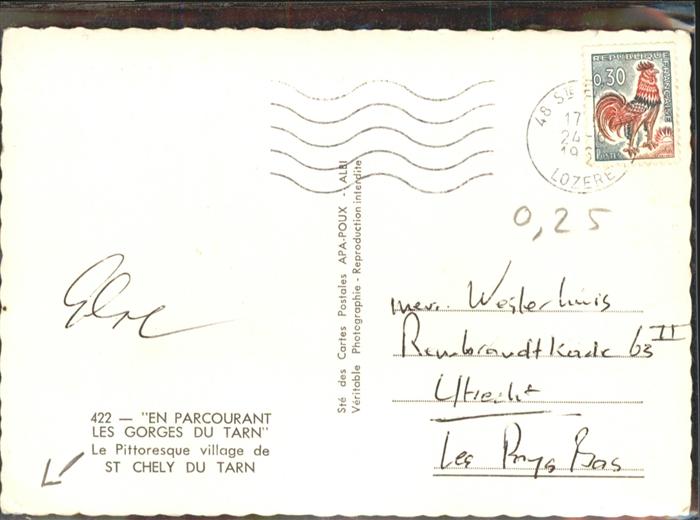 REPUBLIQUE FRANÇAISE
0,30
POSTES
48 Ste
17
24
19
LOZERE
0,25
Sté des Cartes Postales APA-POUX - ALBI
Véritable Photographie - Reproduction interdite
mevr. Westerhuis
Rembrandtkade 63 II
Utrecht
Les Pays Bas
422 — "EN PARCOURANT
LES GORGES DU TARN"
Le Pittoresque village de
ST CHELY DU TARN